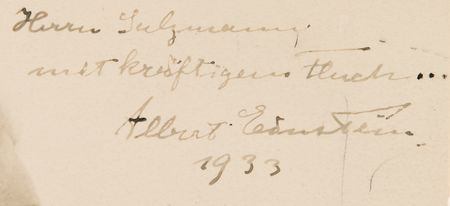 Herrn Sulzmann,
mit kräftigem Fluch...
Albert Einstein.
1933